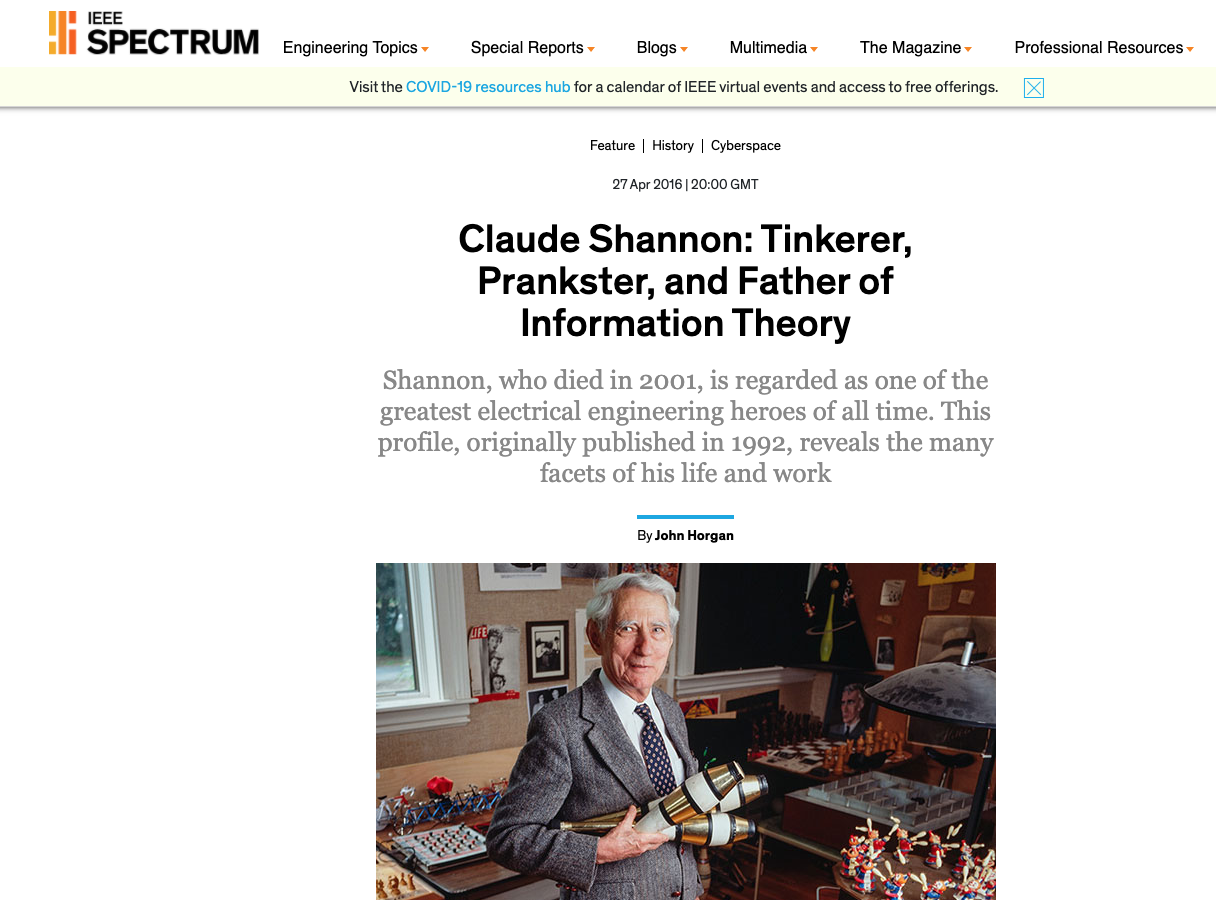 IEEE
SPECTRUM
Engineering Topics Special Reports Blogs Multimedia The Magazine Professional Resources
Visit the COVID-19 resources hub for a calendar of IEEE virtual events and access to free offerings.
Feature | History | Cyberspace
27 Apr 2016 | 20:00 GMT
Claude Shannon: Tinkerer,
Prankster, and Father of
Information Theory
Shannon, who died in 2001, is regarded as one of the
greatest electrical engineering heroes of all time. This
profile, originally published in 1992, reveals the many
facets of his life and work
By John Horgan
LIFE